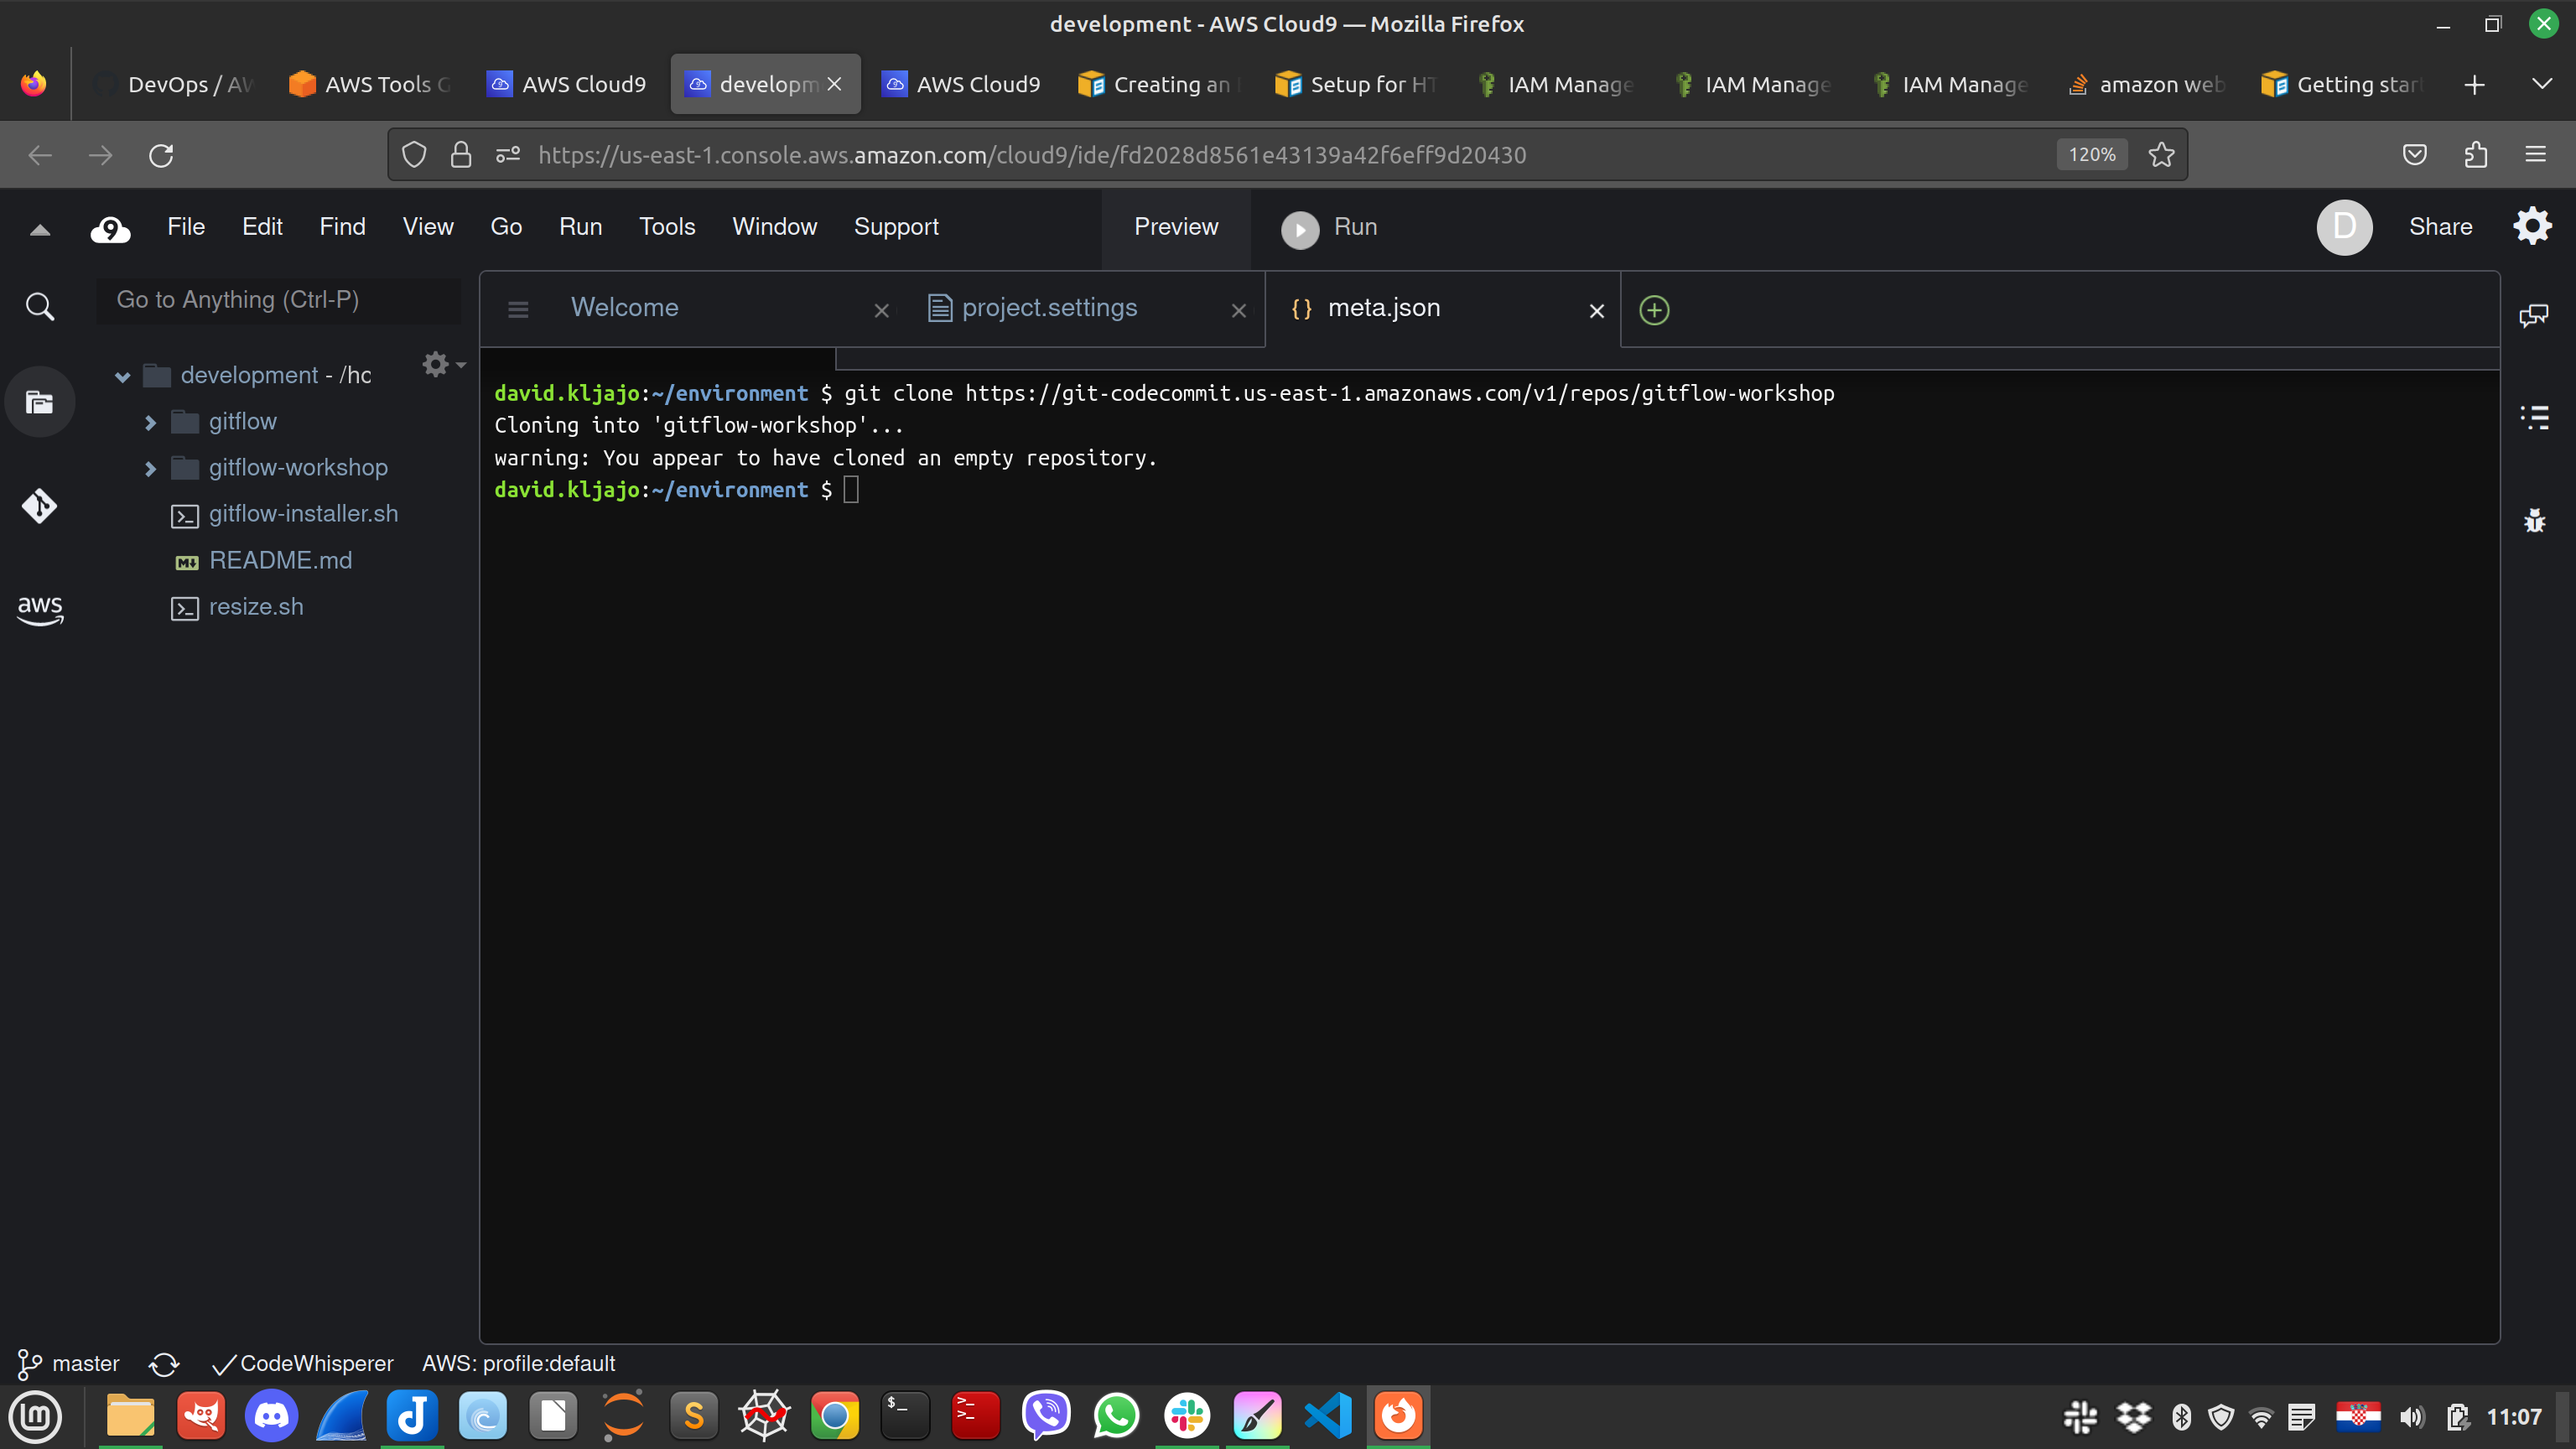 development - AWS Cloud9 — Mozilla Firefox
DevOps / AW
AWS Tools G
AWS Cloud9
developm
AWS Cloud9
Creating an
Setup for HT
IAM Manage
IAM Manage
IAM Manage
amazon web
Getting start
https://us-east-1.console.aws.amazon.com/cloud9/ide/fd2028d8561e43139a42f6eff9d20430
120%
File Edit Find View Go Run Tools Window Support Preview Run D Share
Go to Anything (Ctrl-P)
Welcome
project.settings
{} meta.json
development - /hc
gitflow
gitflow-workshop
gitflow-installer.sh
README.md
resize.sh
aws
david.kljajo:~/environment $ git clone https://git-codecommit.us-east-1.amazonaws.com/v1/repos/gitflow-workshop
Cloning into 'gitflow-workshop'...
warning: You appear to have cloned an empty repository.
david.kljajo:~/environment $
master CodeWhisperer AWS: profile:default
11:07